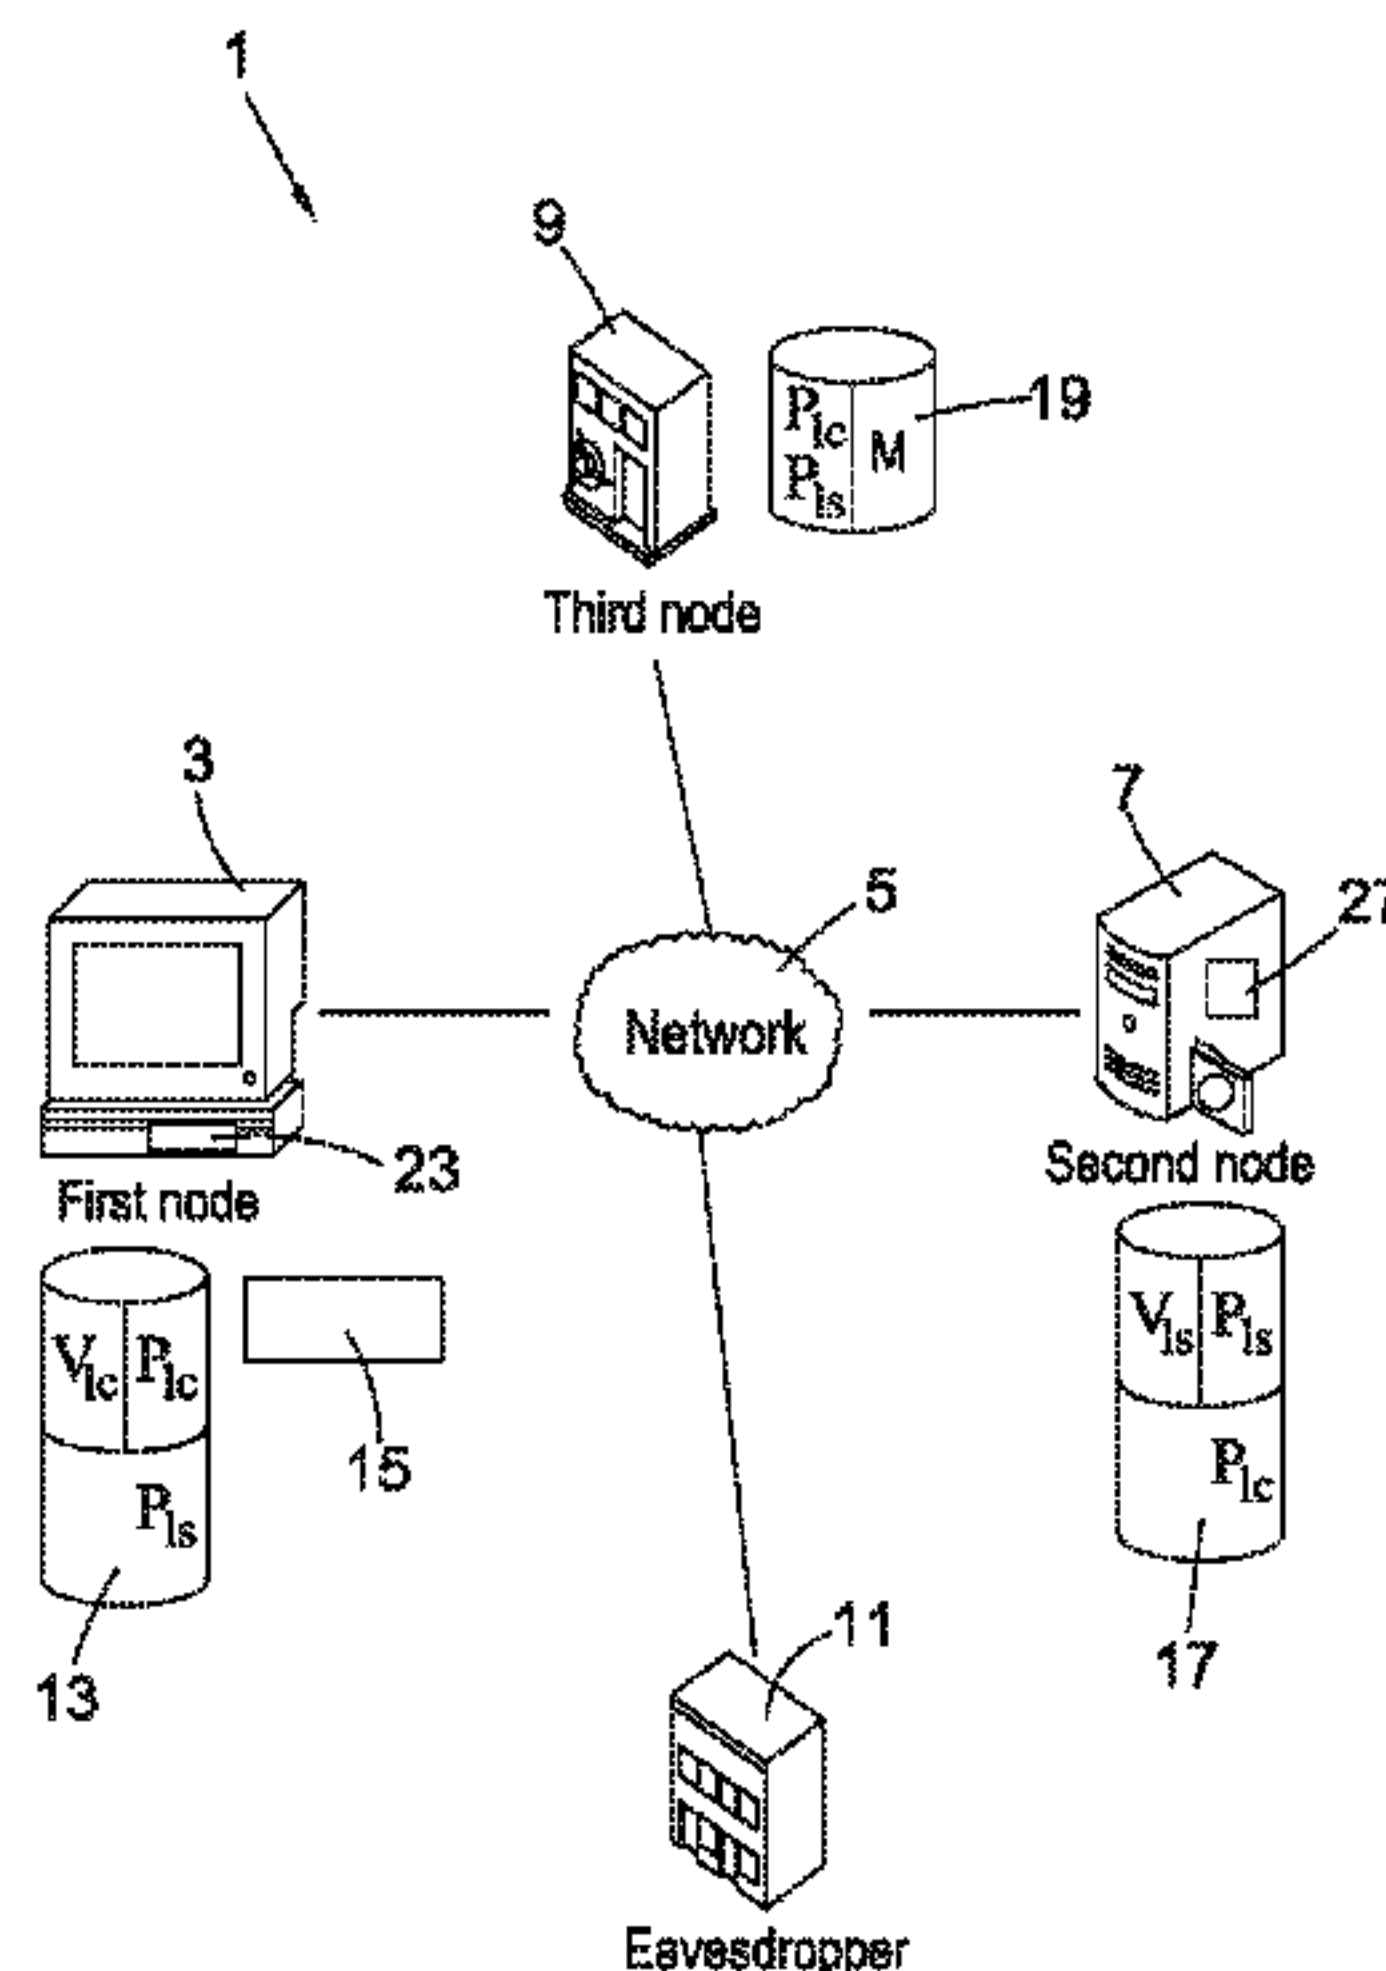 1
9
19
P1c
M
P1s
Third node
3
7
5
27
Network
23
Second node
First node
V1c P1c
V1s P1s
15
P1c
P1s
13
17
11
Eavesdropper